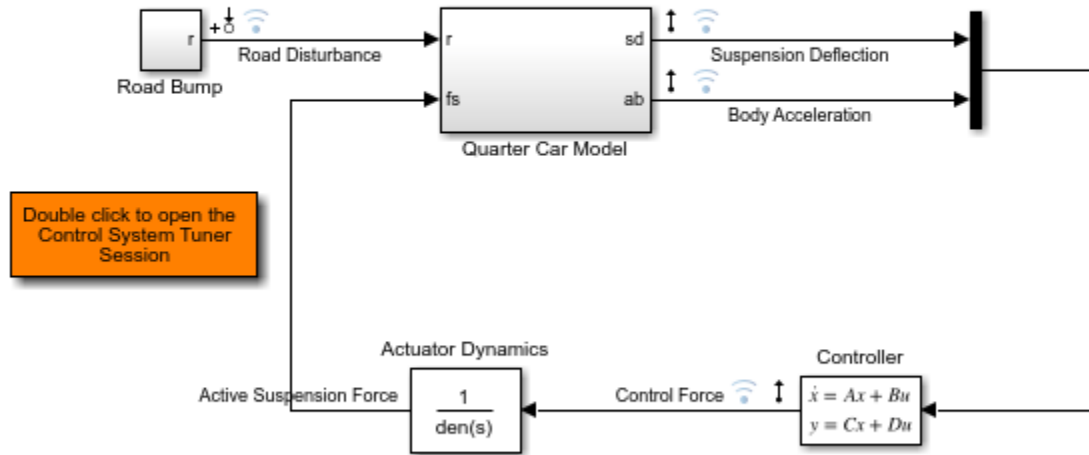 r
Road Bump
Road Disturbance
r
fs
sd
ab
Quarter Car Model
Suspension Deflection
Body Acceleration
Double click to open the
Control System Tuner
Session
Actuator Dynamics
Active Suspension Force
1
den(s)
Control Force
Controller
ẋ = Ax + Bu
y = Cx + Du